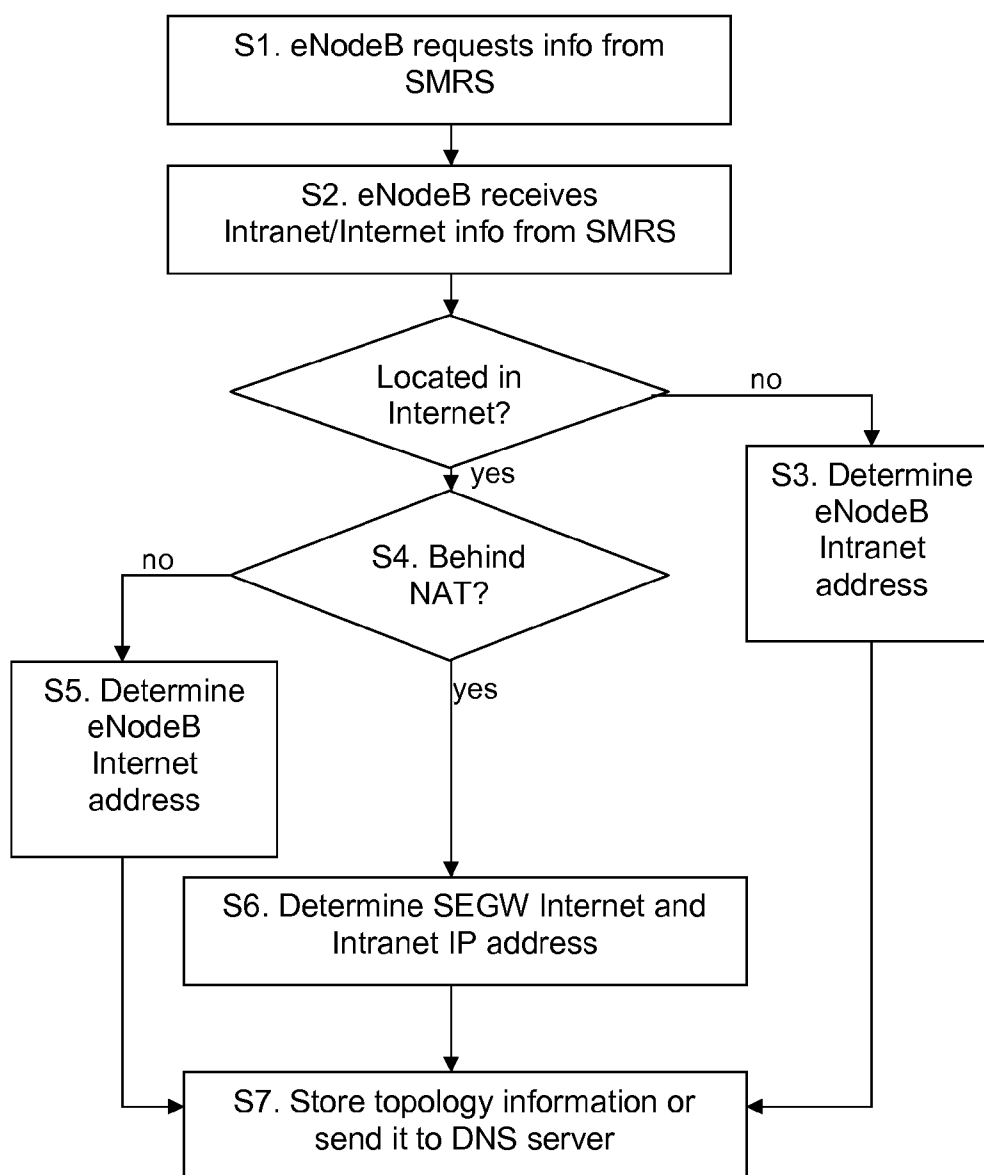 S1. eNodeB requests info from
SMRS
S2. eNodeB receives
Intranet/Internet info from SMRS
Located in
Internet?
no
yes
S3. Determine
eNodeB
Intranet
address
S4. Behind
NAT?
no
yes
S5. Determine
eNodeB
Internet
address
S6. Determine SEGW Internet and
Intranet IP address
S7. Store topology information or
send it to DNS server